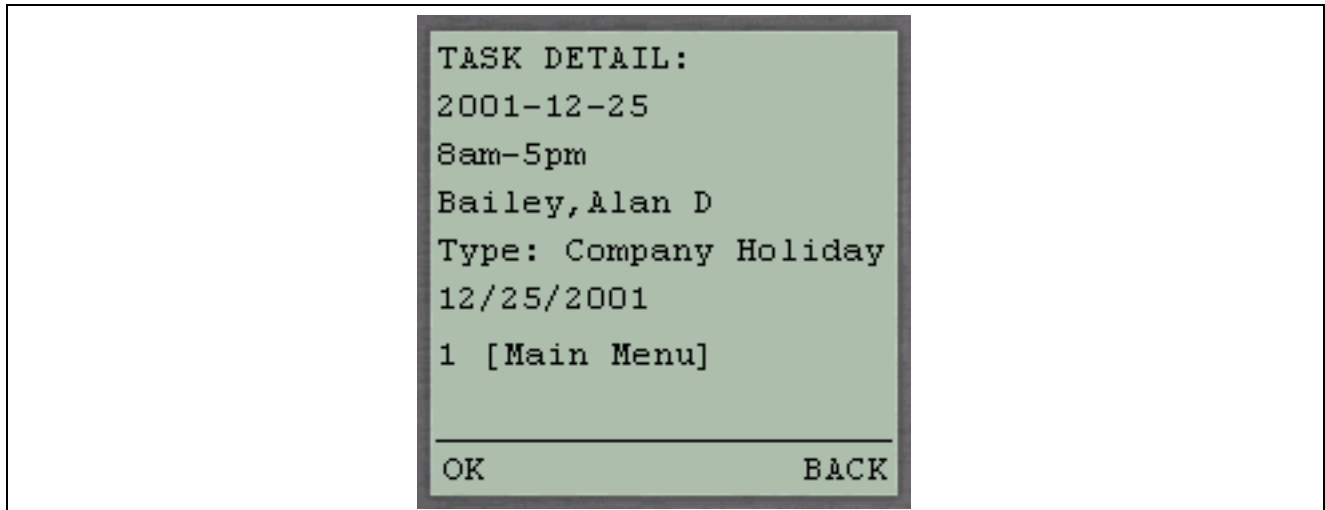 TASK DETAIL:
2001-12-25
8am-5pm
Bailey,Alan D
Type: Company Holiday
12/25/2001
1 [Main Menu]
OK BACK